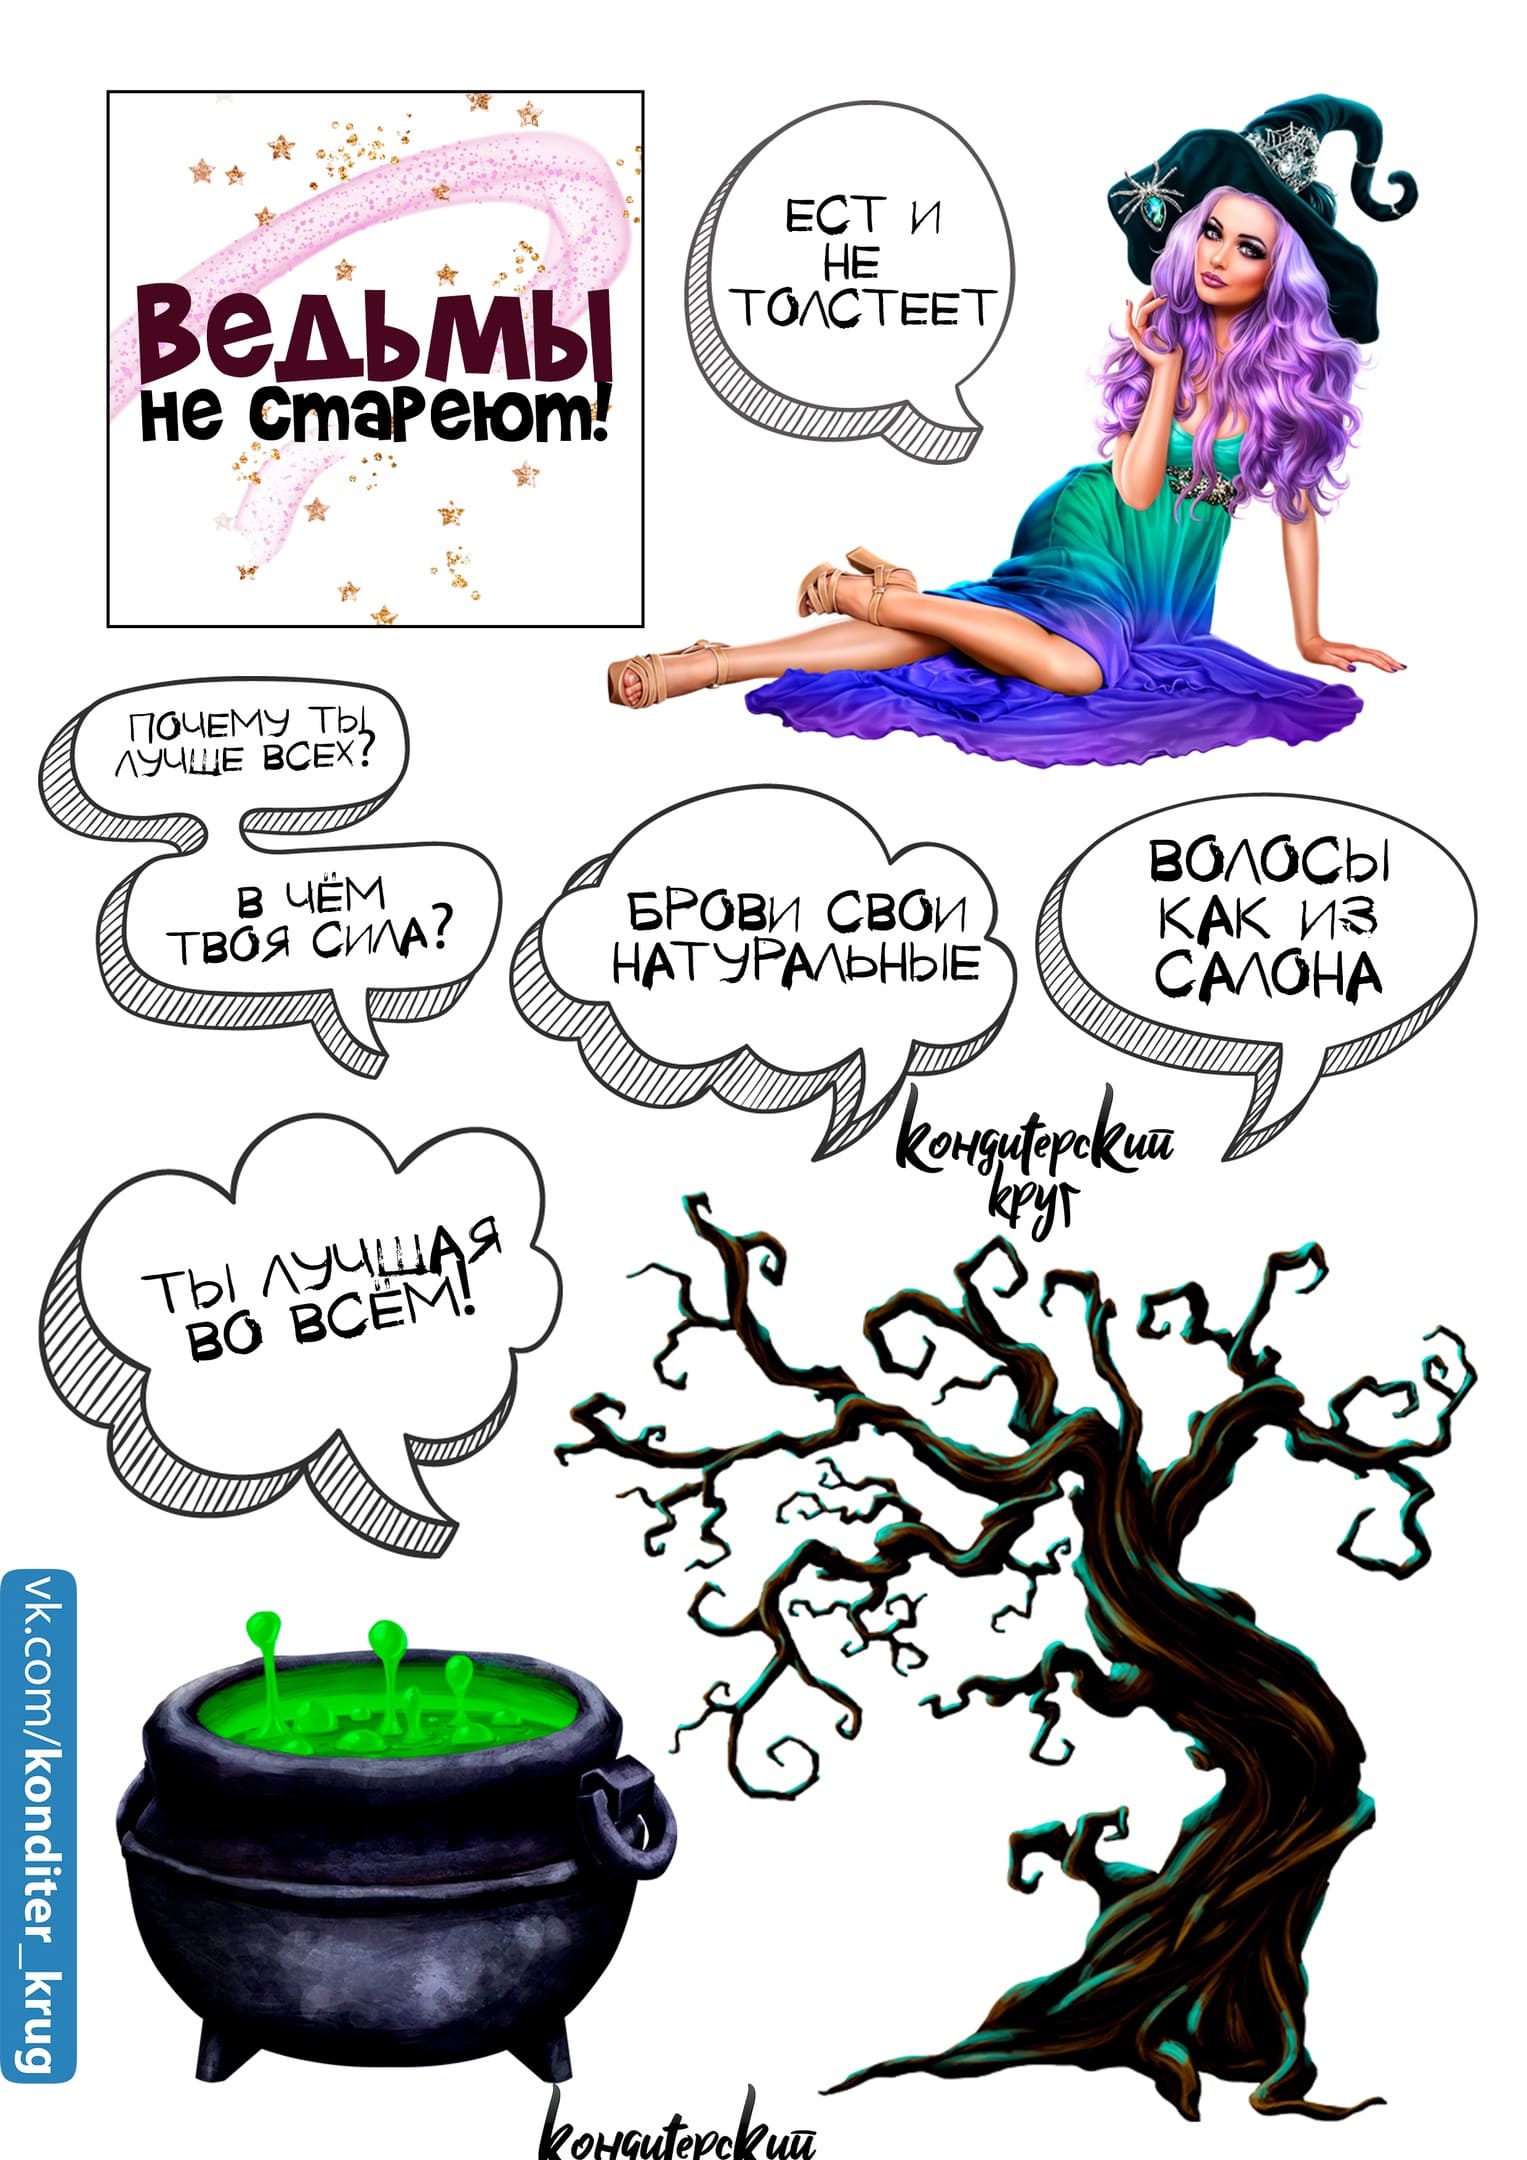 Ведьмы
не стареют!
ЕСТ И
НЕ
ТОЛСТЕЕТ
ПОЧЕМУ ТЫ
ЛУЧШЕ ВСЕХ?
В ЧЁМ
ТВОЯ СИЛА?
БРОВИ СВОИ
НАТУРАЛЬНЫЕ
ВОЛОСЫ
КАК ИЗ
САЛОНА
Кондитерский
круг
ТЫ ЛУЧШАЯ
ВО ВСЁМ!
vk.com/konditer_krug
Кондитерский